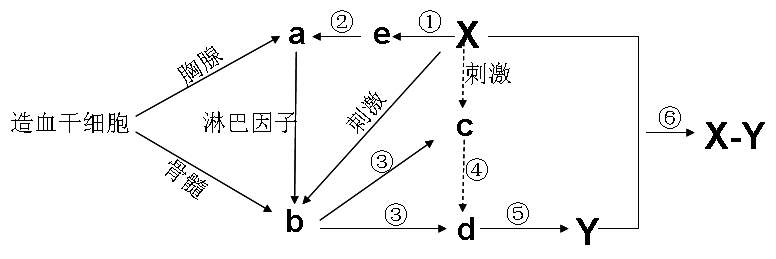 a ② e ① X
胸腺 刺激
造血干细胞 淋巴因子 刺激 c ⑥ X-Y
骨髓 ③ ④
b ③ d ⑤ Y